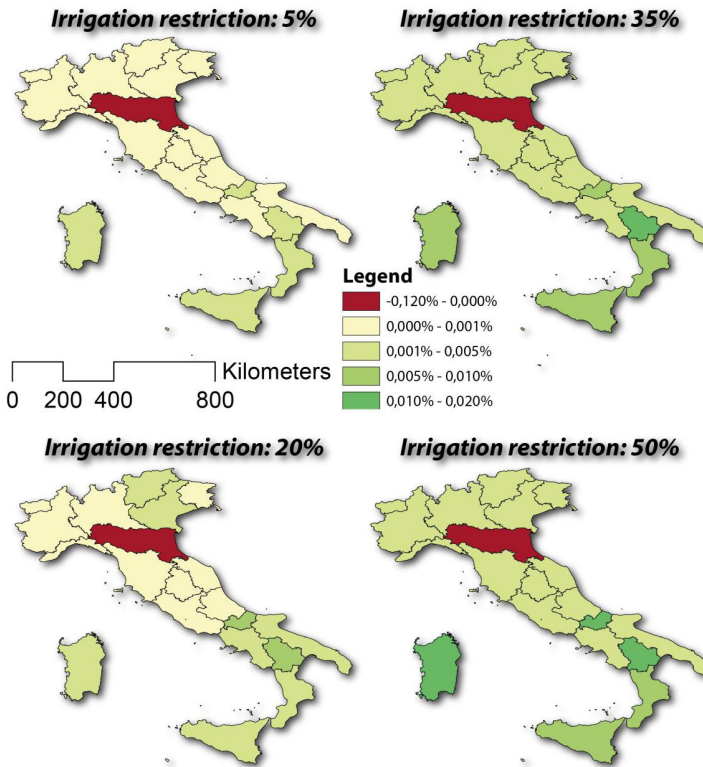 Irrigation restriction: 5%
Irrigation restriction: 35%
Legend
-0,120% - 0,000%
0,000% - 0,001%
0,001% - 0,005%
0,005% - 0,010%
0,010% - 0,020%
Kilometers
0 200 400 800
Irrigation restriction: 20%
Irrigation restriction: 50%